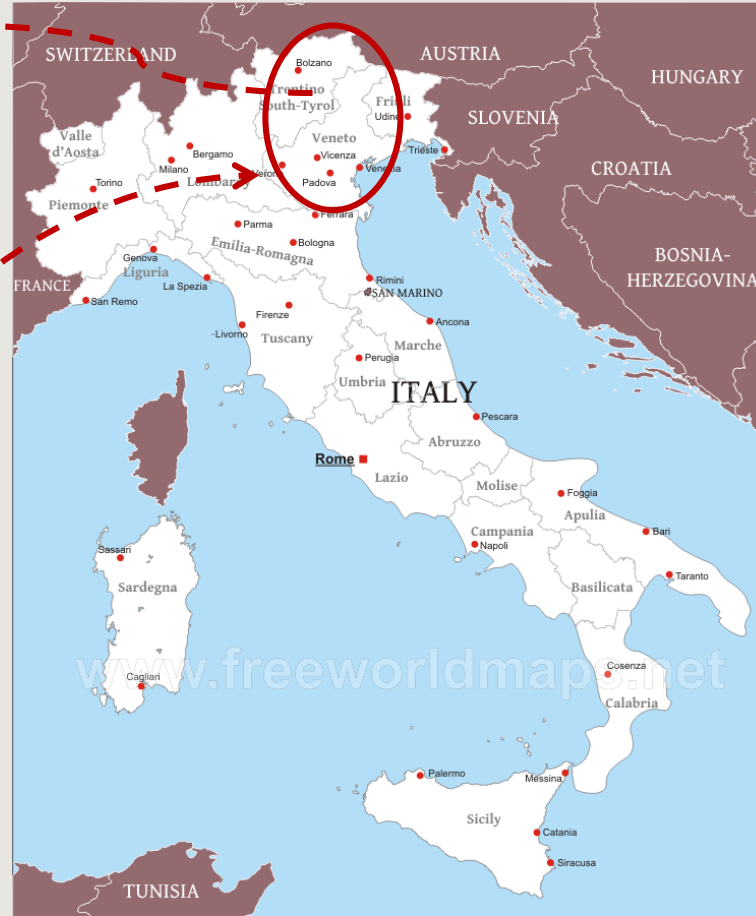 SWITZERLAND
AUSTRIA
HUNGARY
Bolzano
Trentino
South-Tyrol
Friuli
Udine
SLOVENIA
Valle
d'Aosta
Bergamo
Milano
Lombardy
Verona
Veneto
Vicenza
Padova
Venezia
Trieste
CROATIA
Torino
Piemonte
Parma
Ferrara
Emilia-Romagna
Bologna
Genova
Liguria
La Spezia
BOSNIA-
HERZEGOVINA
FRANCE
San Remo
Rimini
SAN MARINO
Firenze
Livorno
Tuscany
Ancona
Marche
Perugia
Umbria
ITALY
Pescara
Abruzzo
Rome
Lazio
Molise
Foggia
Apulia
Campania
Napoli
Bari
Basilicata
Taranto
Sassari
Sardegna
www.freeworldmaps.net
Cagliari
Cosenza
Calabria
Palermo
Messina
Sicily
Catania
Siracusa
TUNISIA